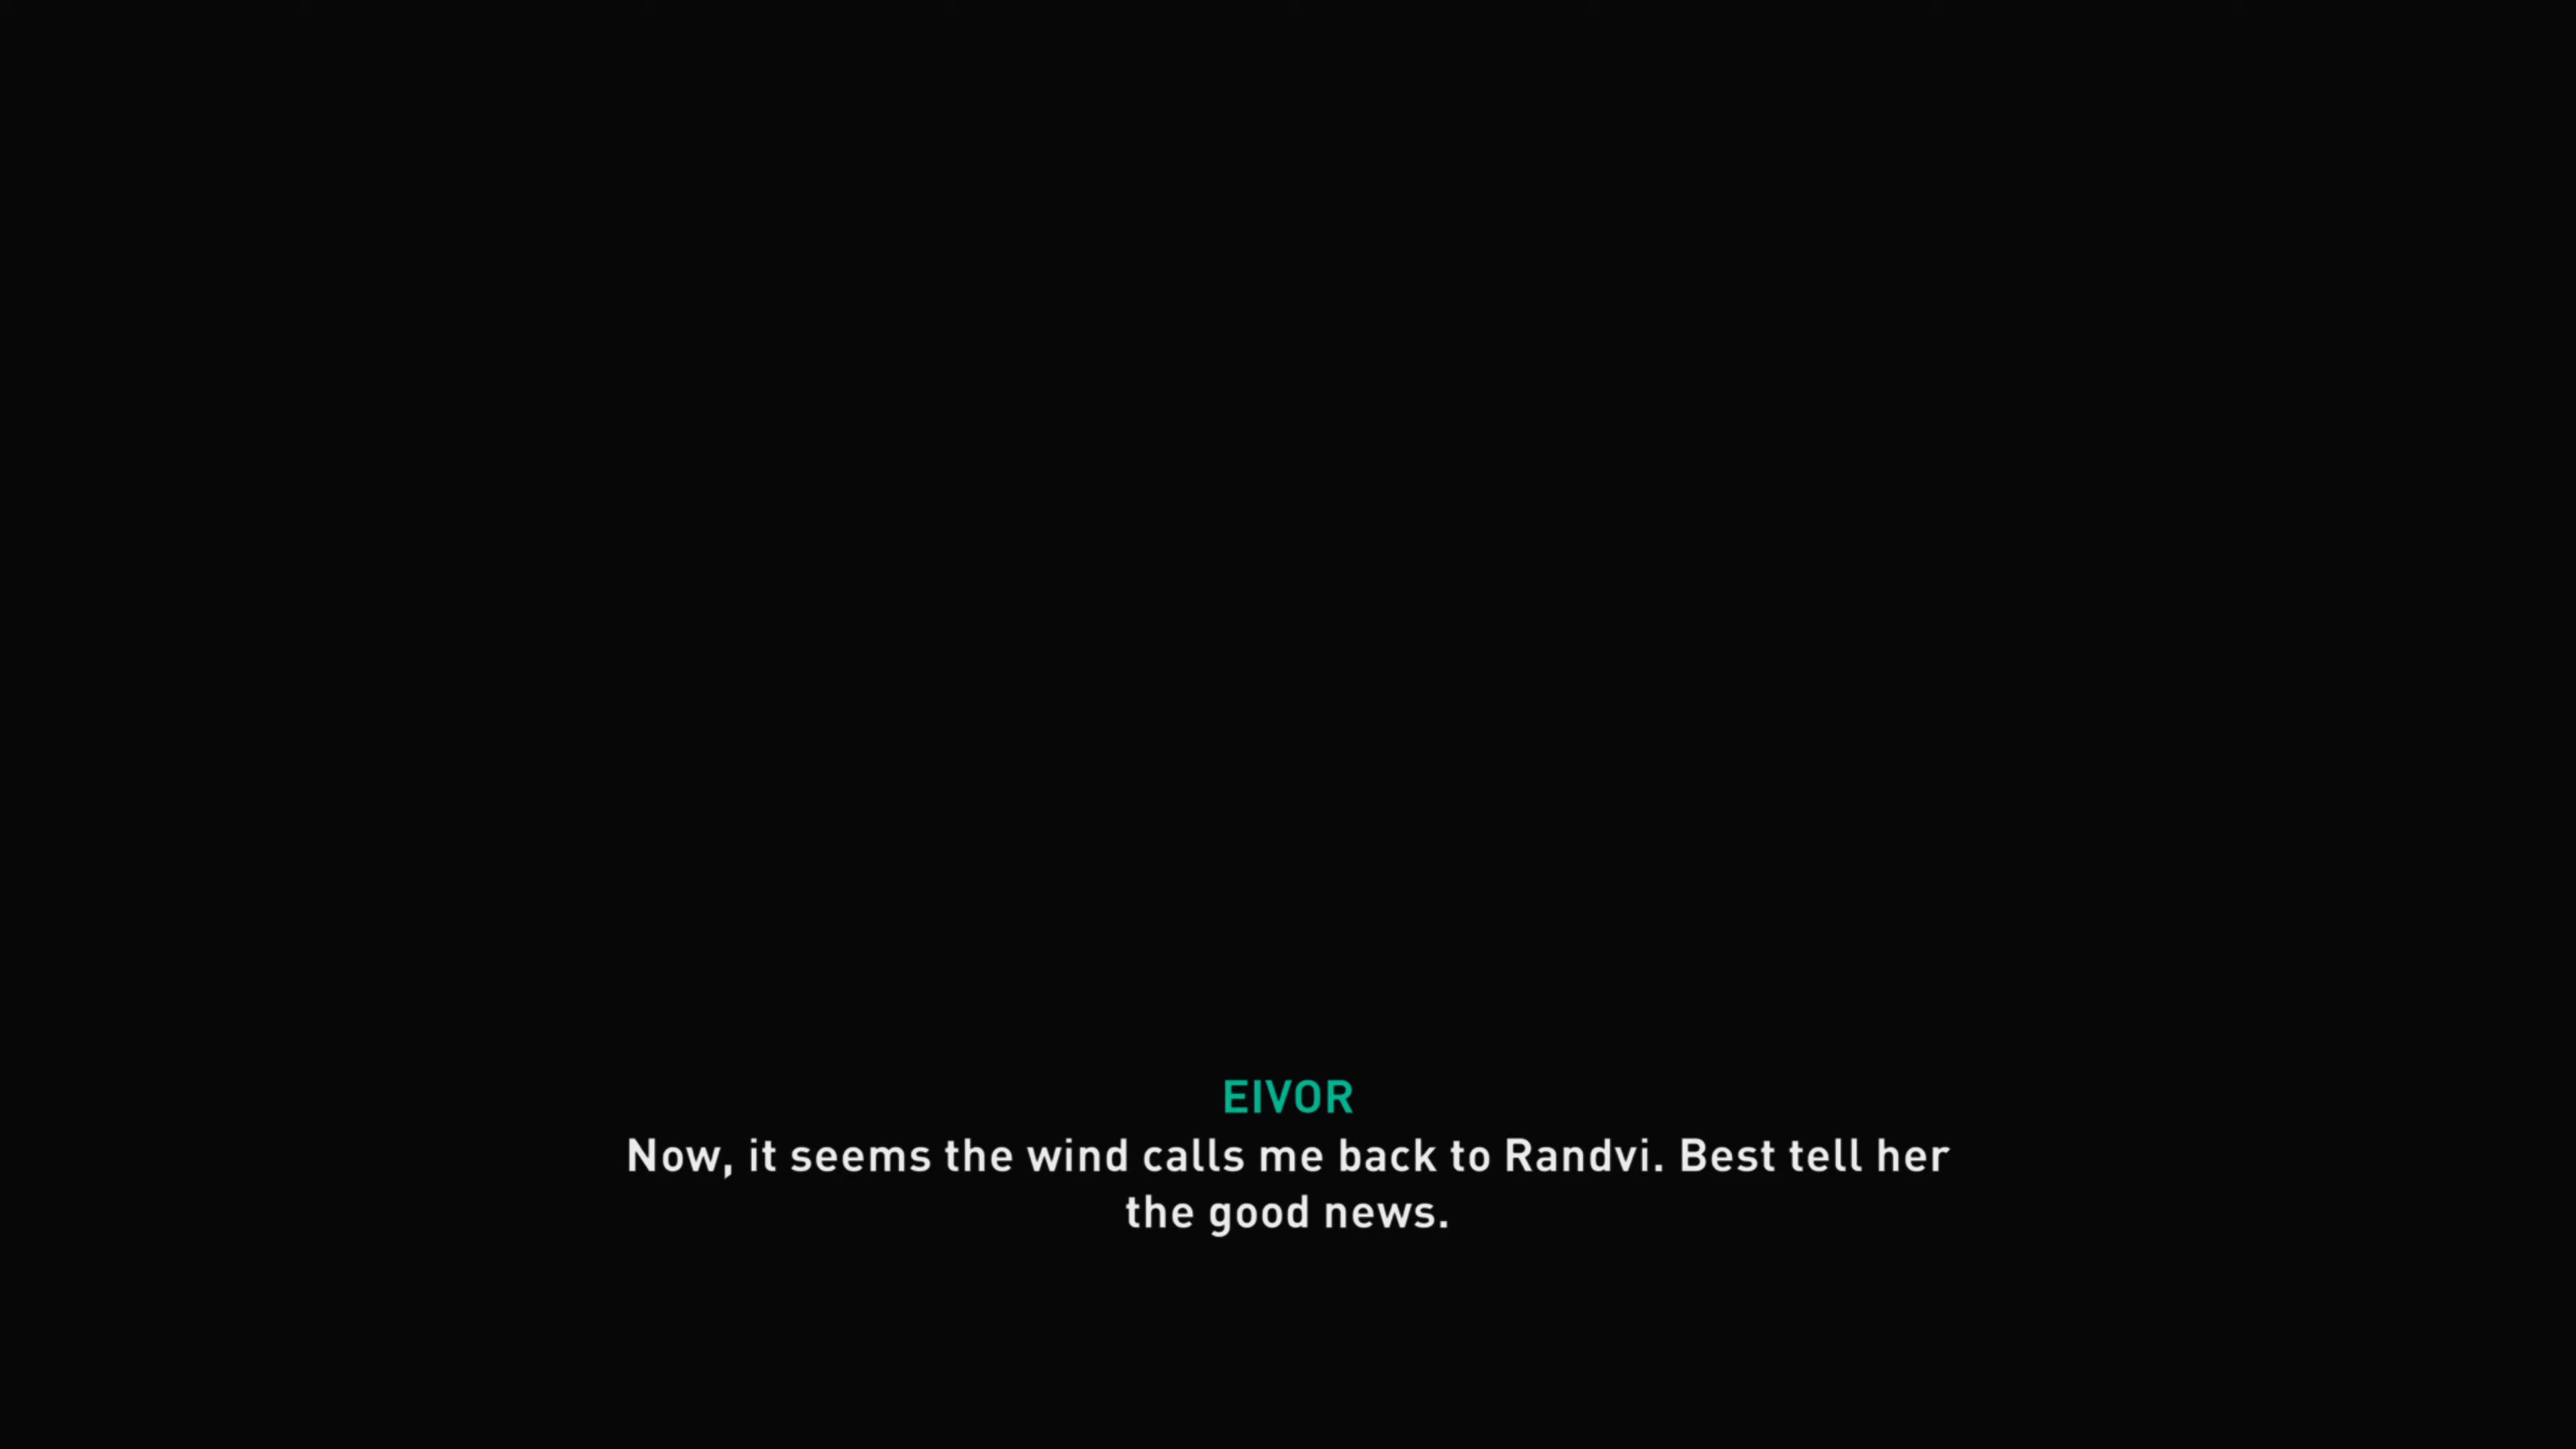 EIVOR
Now, it seems the wind calls me back to Randvi. Best tell her
the good news.